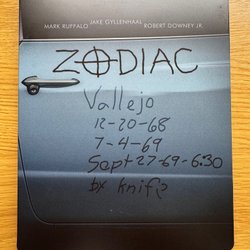 MARK RUFFALO JAKE GYLLENHAAL ROBERT DOWNEY JR.
ZODIAC
Vallejo
12-20-68
7-4-69
Sept 27-69-6:30
by knife